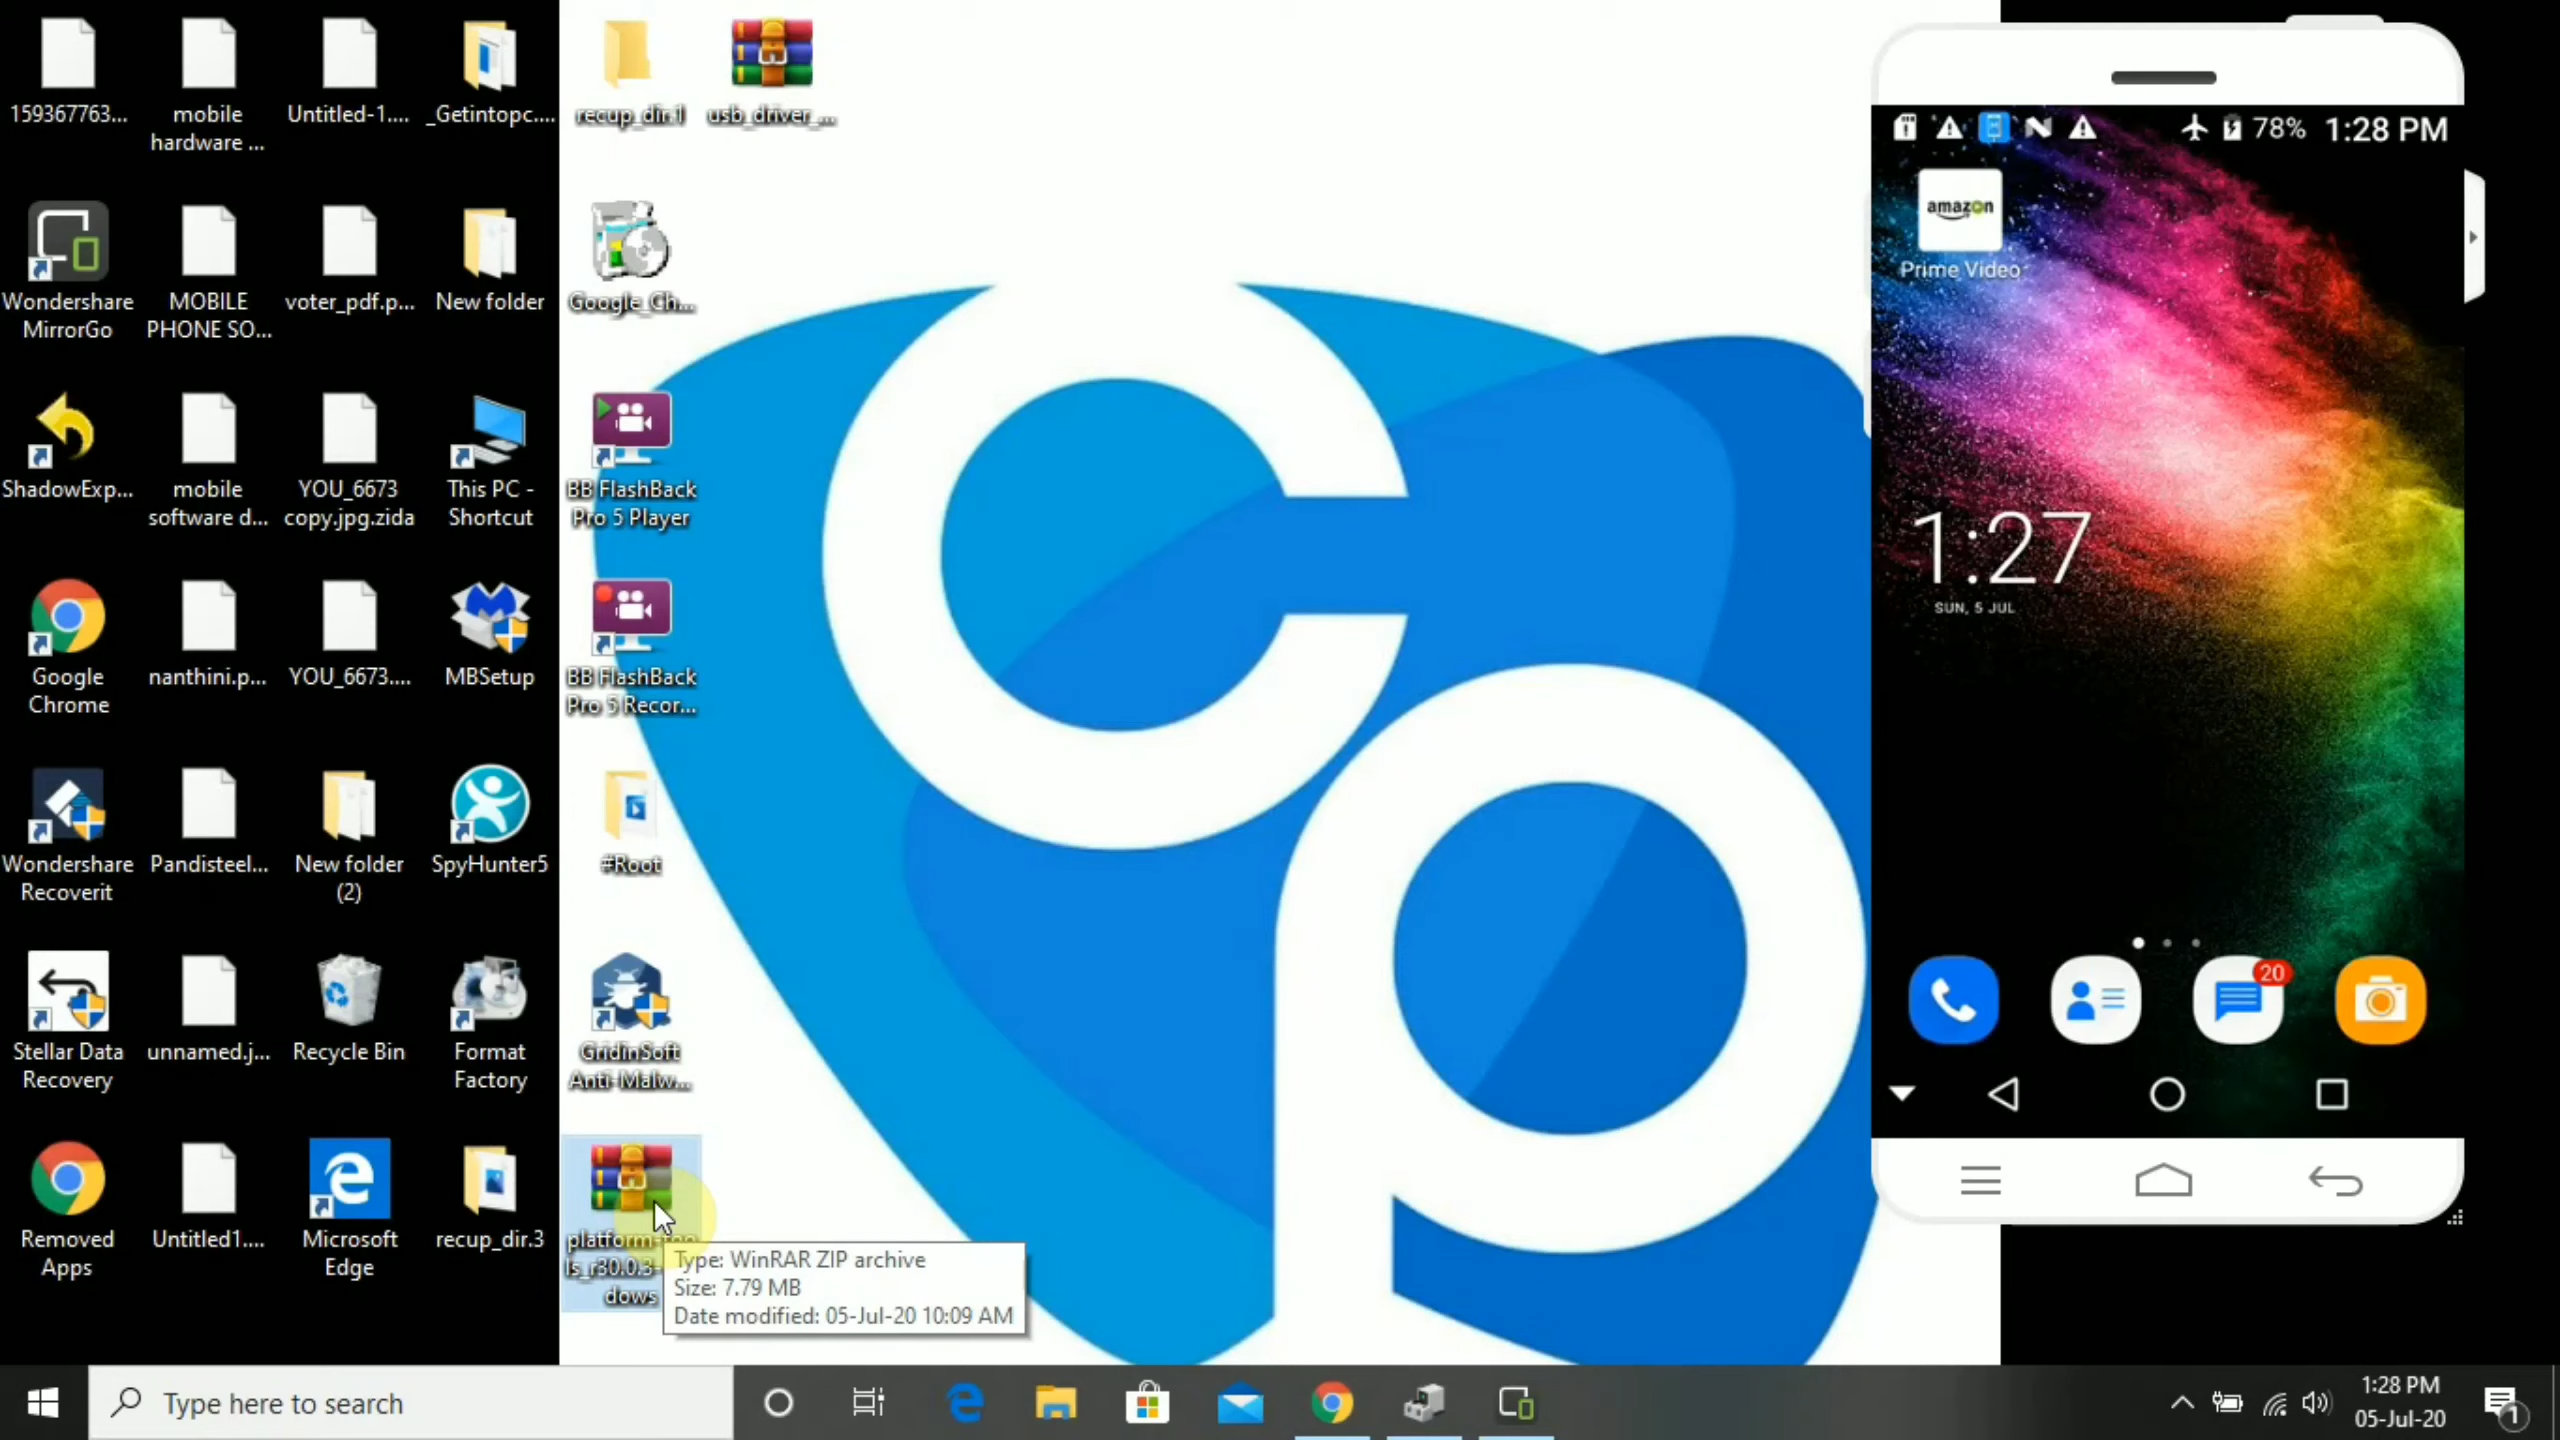 159367763...
mobile
hardware ...
Untitled-1....
_Getintopc....
recup_dir.1
usb_driver_...
Wondershare
MirrorGo
MOBILE
PHONE SO...
voter_pdf.p...
New folder
Google_Ch...
ShadowExp...
mobile
software d...
YOU_6673
copy.jpg.zida
This PC -
Shortcut
BB FlashBack
Pro 5 Player
Google
Chrome
nanthini.p...
YOU_6673....
MBSetup
BB FlashBack
Pro 5 Recor...
Wondershare
Recoverit
Pandisteel...
New folder
(2)
SpyHunter5
#Root
Stellar Data
Recovery
unnamed.j...
Recycle Bin
Format
Factory
GridinSoft
Anti-Malw...
Removed
Apps
Untitled1....
Microsoft
Edge
recup_dir.3
platform-too
ls_r30.0.3-
dows
Type: WinRAR ZIP archive
Size: 7.79 MB
Date modified: 05-Jul-20 10:09 AM
78% 1:28 PM
amazon
Prime Video
1:27
SUN, 5 JUL
20
Type here to search
1:28 PM
05-Jul-20
1